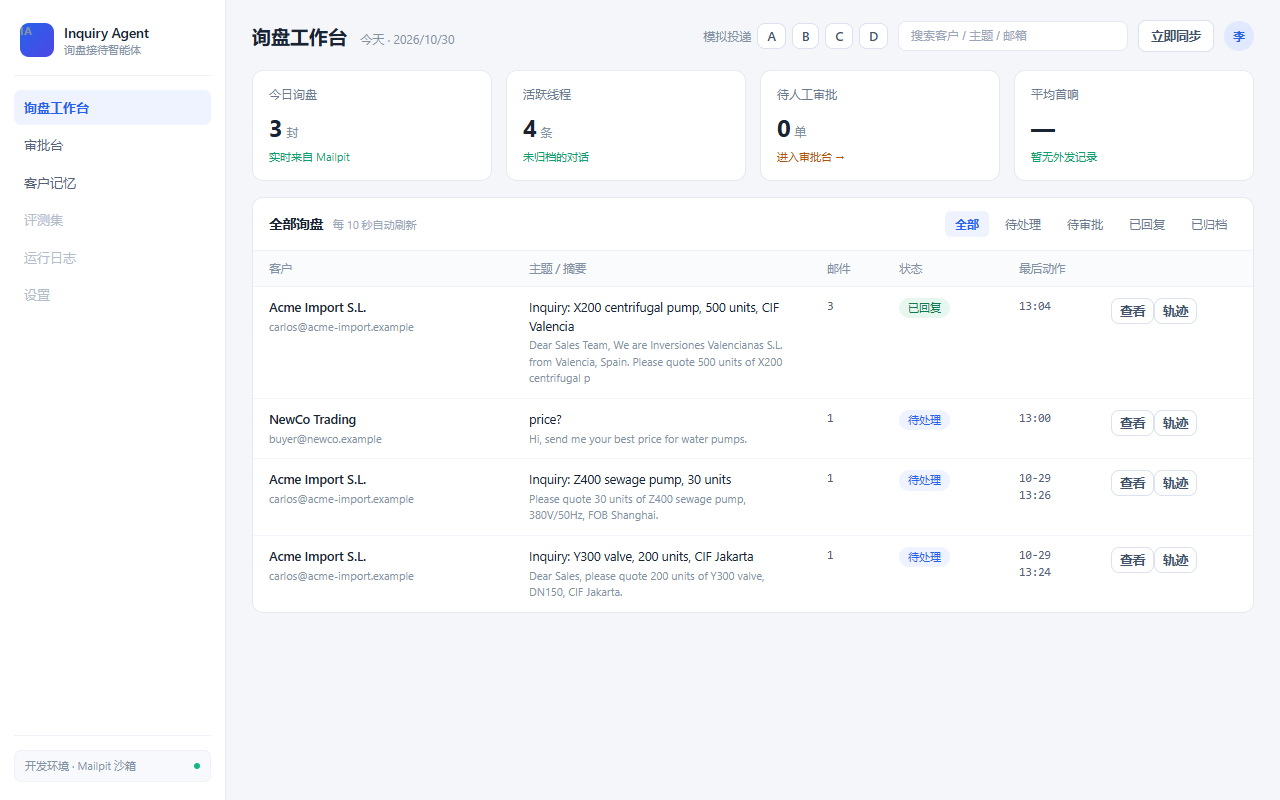 IA
Inquiry Agent
询盘接待智能体
询盘工作台
审批台
客户记忆
评测集
运行日志
设置
开发环境 · Mailpit 沙箱
询盘工作台 今天 · 2026/10/30
模拟投递 A B C D 搜索客户 / 主题 / 邮箱 立即同步 李
今日询盘
3 封
实时来自 Mailpit
活跃线程
4 条
未归档的对话
待人工审批
0 单
进入审批台 →
平均首响
—
暂无外发记录
全部询盘 每 10 秒自动刷新
全部 待处理 待审批 已回复 已归档
客户 主题 / 摘要 邮件 状态 最后动作
Acme Import S.L.
carlos@acme-import.example
Inquiry: X200 centrifugal pump, 500 units, CIF
Valencia
Dear Sales Team, We are Inversiones Valencianas S.L.
from Valencia, Spain. Please quote 500 units of X200
centrifugal p
3 已回复 13:04 查看 轨迹
NewCo Trading
buyer@newco.example
price?
Hi, send me your best price for water pumps.
1 待处理 13:00 查看 轨迹
Acme Import S.L.
carlos@acme-import.example
Inquiry: Z400 sewage pump, 30 units
Please quote 30 units of Z400 sewage pump,
380V/50Hz, FOB Shanghai.
1 待处理 10-29
13:26
查看 轨迹
Acme Import S.L.
carlos@acme-import.example
Inquiry: Y300 valve, 200 units, CIF Jakarta
Dear Sales, please quote 200 units of Y300 valve,
DN150, CIF Jakarta.
1 待处理 10-29
13:24
查看 轨迹